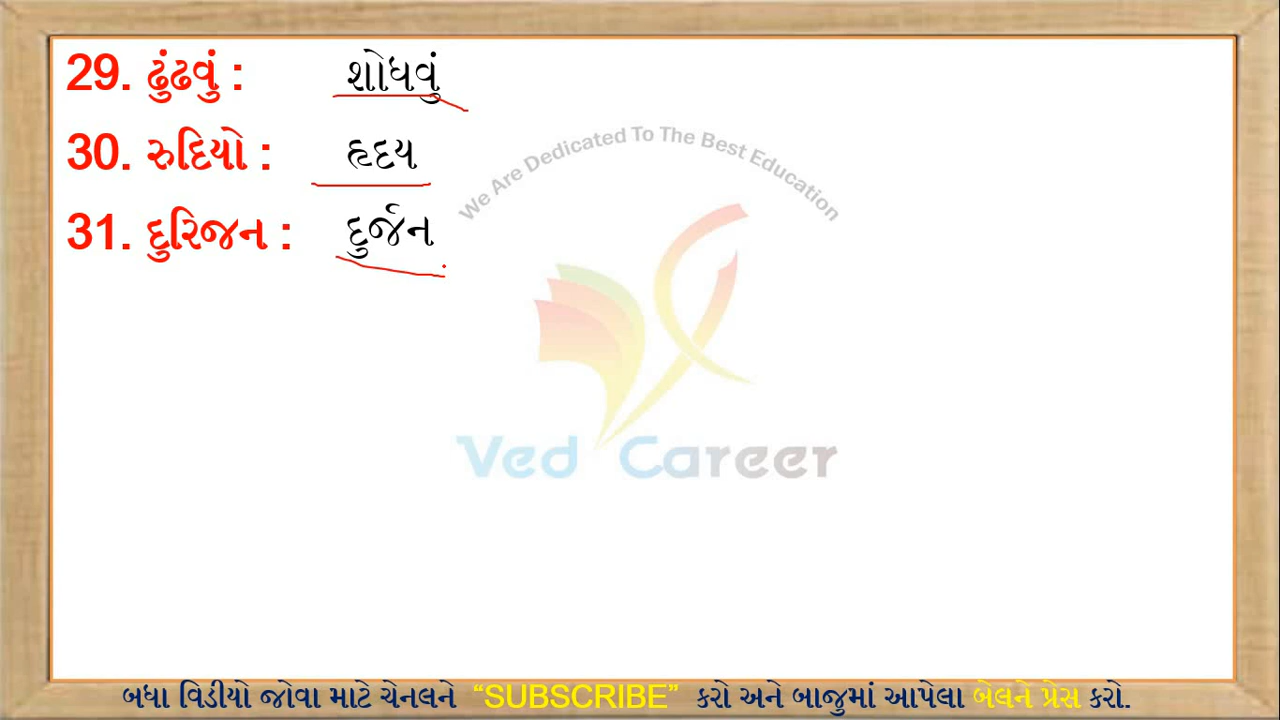 29. ઢુંઢવું : શોધવું
30. રુદિયો : હૃદય
31. દુરિજન : દુર્જન
We Are Dedicated To The Best Education
Ved Career
બધા વિડીયો જોવા માટે ચેનલને “SUBSCRIBE” કરો અને બાજુમાં આપેલા બેલને પ્રેસ કરો.